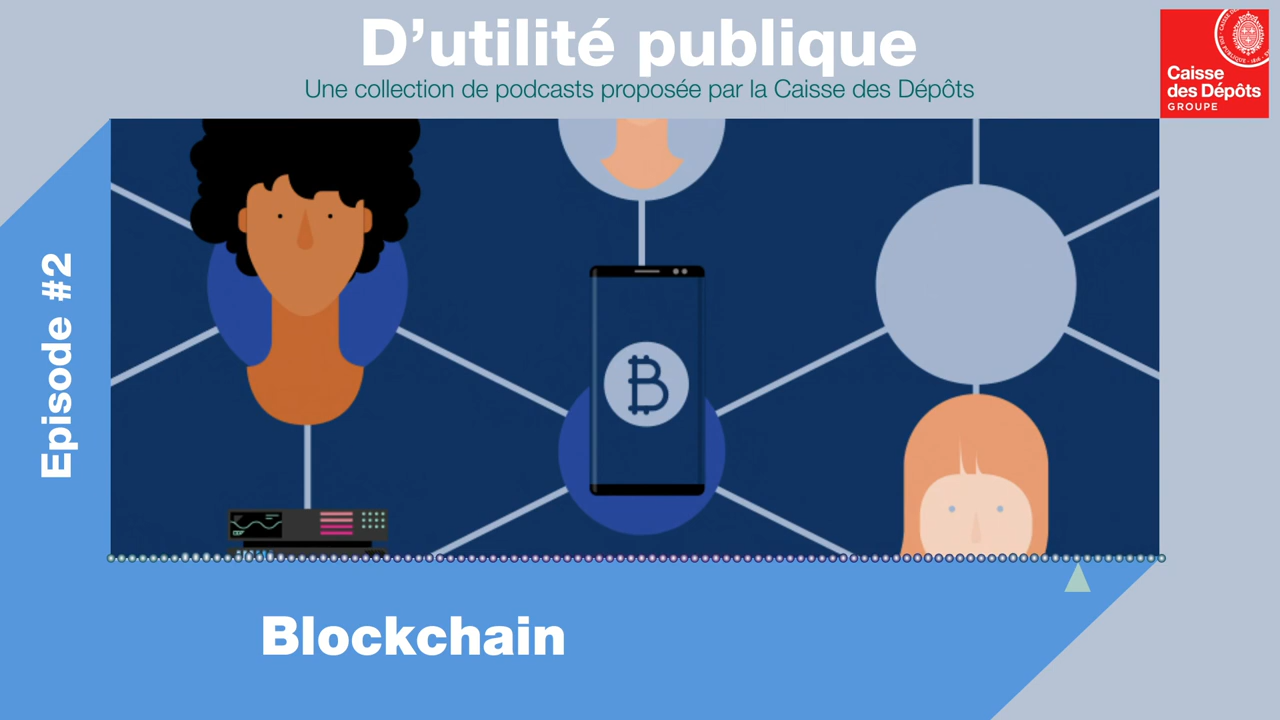 D’utilité publique
Une collection de podcasts proposée par la Caisse des Dépôts
Caisse
des Dépôts
GROUPE
Episode #2
CDF
Blockchain